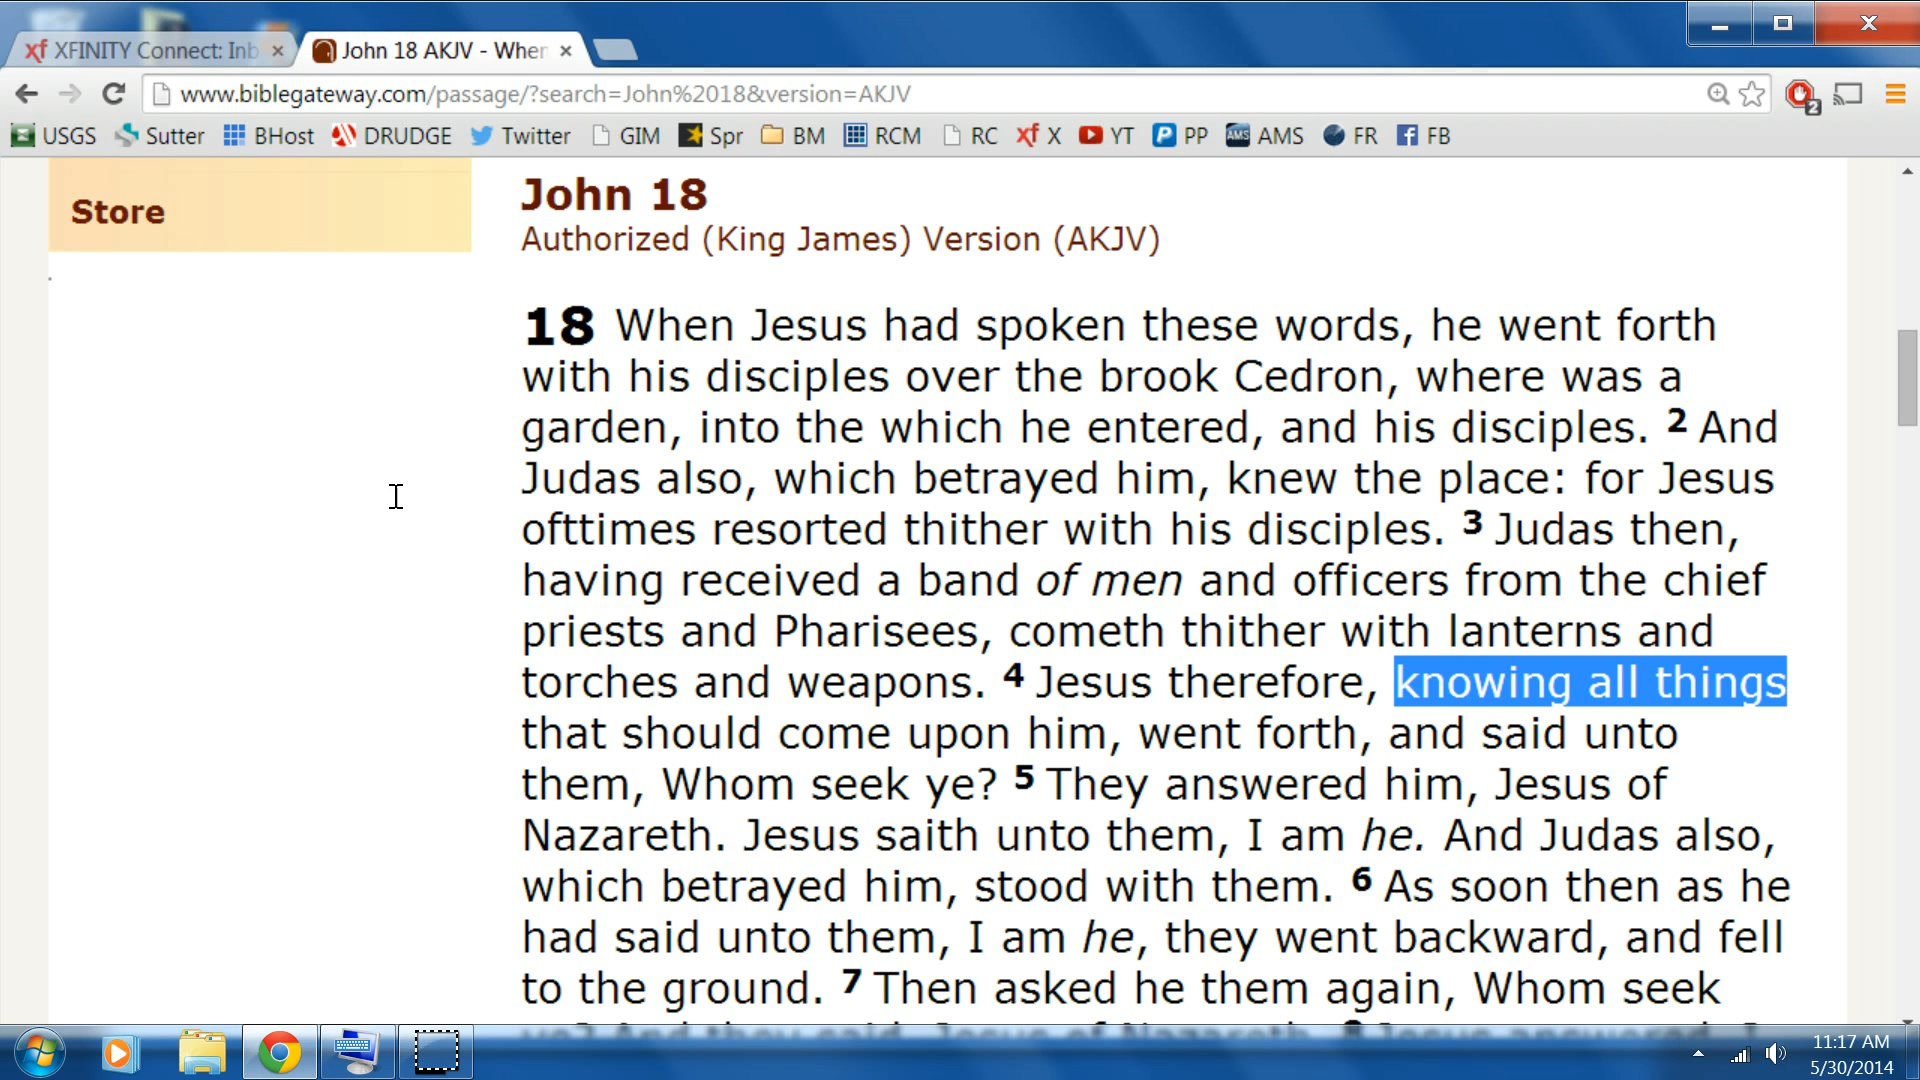 XFINITY Connect: Inb
John 18 AKJV - When
www.biblegateway.com/passage/?search=John%2018&version=AKJV
2
USGS Sutter BHost DRUDGE Twitter GIM Spr BM RCM RC X YT PP AMS FR FB
Store
John 18
Authorized (King James) Version (AKJV)
18 When Jesus had spoken these words, he went forth
with his disciples over the brook Cedron, where was a
garden, into the which he entered, and his disciples. 2 And
Judas also, which betrayed him, knew the place: for Jesus
ofttimes resorted thither with his disciples. 3 Judas then,
having received a band of men and officers from the chief
priests and Pharisees, cometh thither with lanterns and
torches and weapons. 4 Jesus therefore, knowing all things
that should come upon him, went forth, and said unto
them, Whom seek ye? 5 They answered him, Jesus of
Nazareth. Jesus saith unto them, I am he. And Judas also,
which betrayed him, stood with them. 6 As soon then as he
had said unto them, I am he, they went backward, and fell
to the ground. 7 Then asked he them again, Whom seek
11:17 AM
5/30/2014